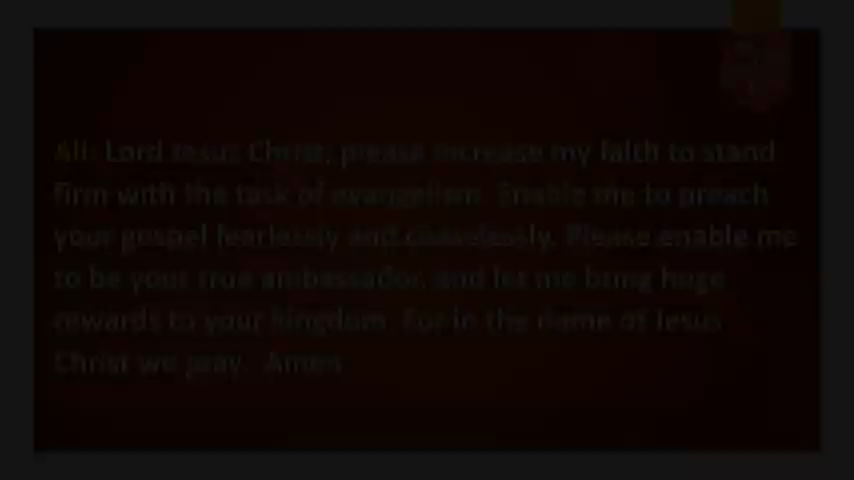 All: Lord Jesus Christ, please increase my faith to stand
firm with the task of evangelism. Enable me to preach
your gospel fearlessly and ceaselessly. Please enable me
to be your true ambassador, and let me bring huge
rewards to your kingdom. For in the name of Jesus
Christ we pray. Amen